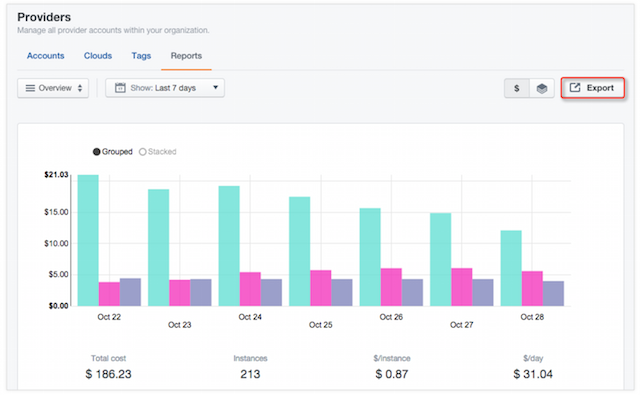 Providers
Manage all provider accounts within your organization.
Accounts Clouds Tags Reports
Overview Show: Last 7 days $ Export
Grouped Stacked
$21.03
$15.00
$10.00
$5.00
$0.00
Oct 22 Oct 23 Oct 24 Oct 25 Oct 26 Oct 27 Oct 28
Total cost Instances $/instance $/day
$ 186.23 213 $ 0.87 $ 31.04